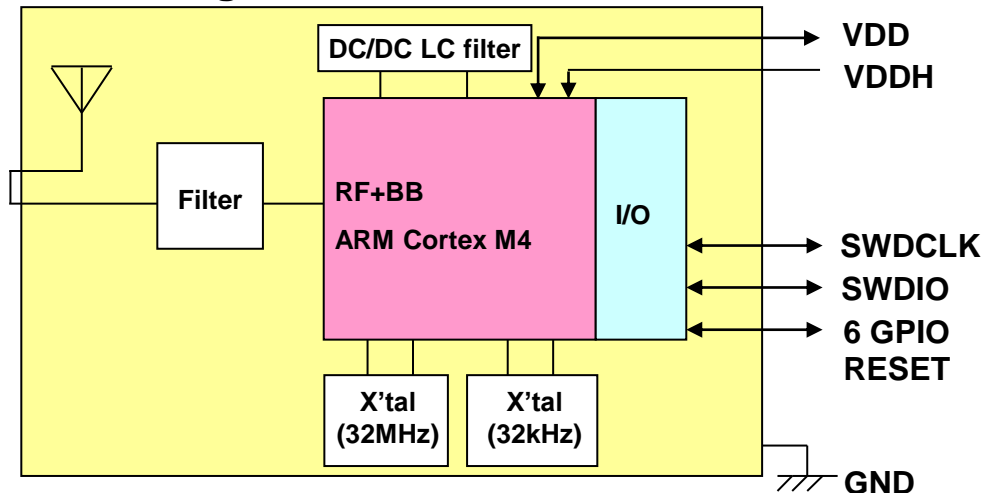 DC/DC LC filter
VDD
VDDH
Filter
RF+BB
ARM Cortex M4
I/O
SWDCLK
SWDIO
6 GPIO
RESET
X'tal
(32MHz)
X'tal
(32kHz)
GND